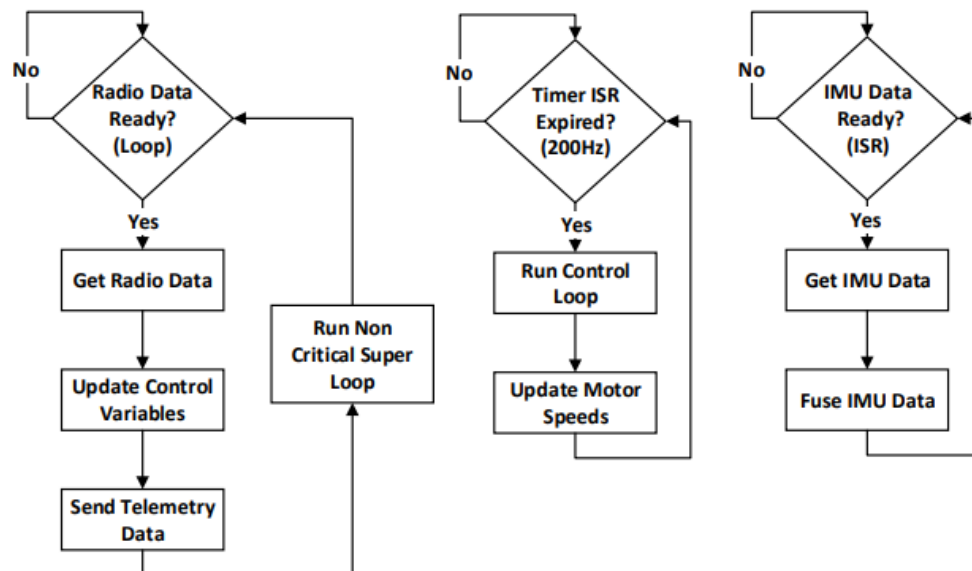 No
Radio Data
Ready?
(Loop)
Yes
Get Radio Data
Update Control
Variables
Send Telemetry
Data
Run Non
Critical Super
Loop
No
Timer ISR
Expired?
(200Hz)
Yes
Run Control
Loop
Update Motor
Speeds
No
IMU Data
Ready?
(ISR)
Yes
Get IMU Data
Fuse IMU Data